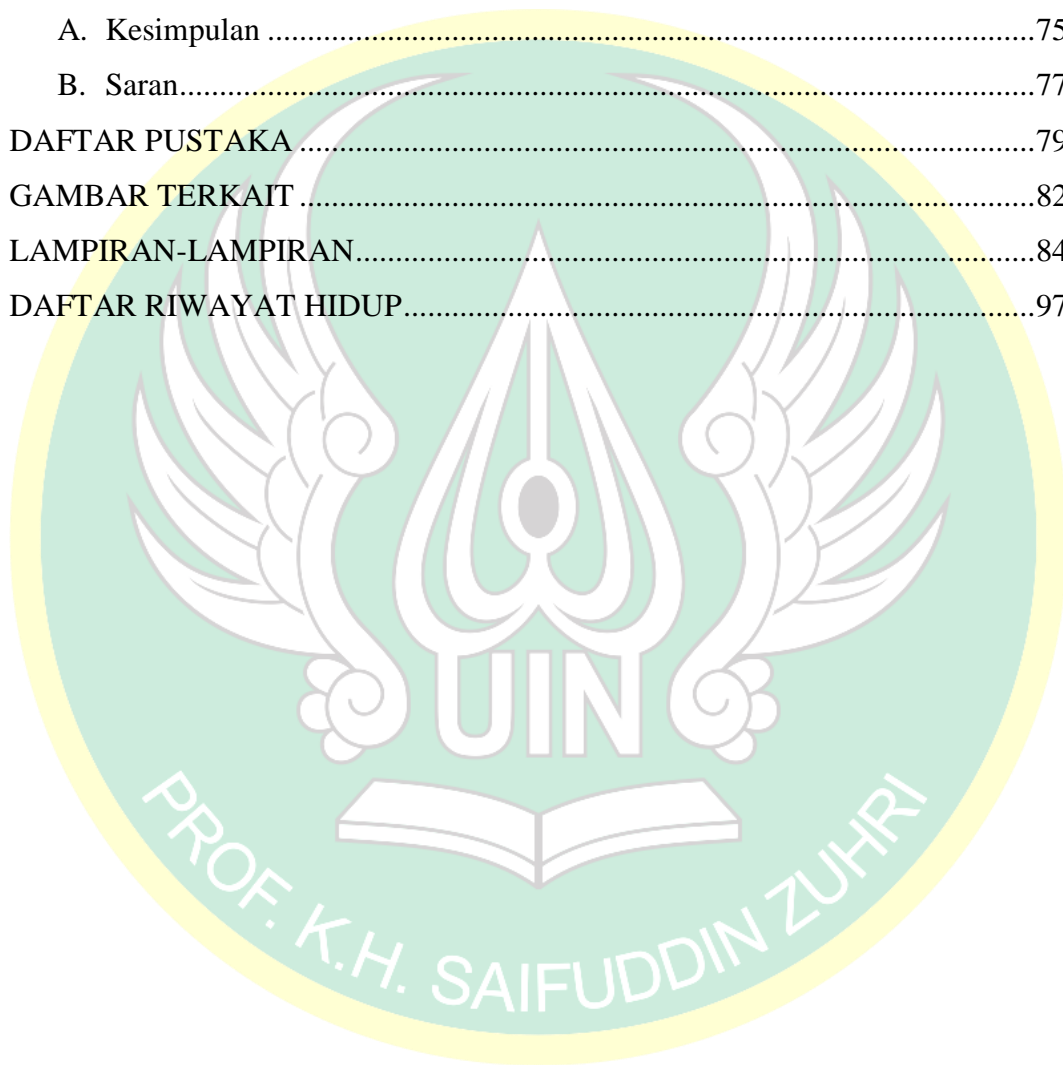 A. Kesimpulan ....................................................................................75
B. Saran..............................................................................................77
DAFTAR PUSTAKA ................................................................................79
GAMBAR TERKAIT ................................................................................82
LAMPIRAN-LAMPIRAN..........................................................................84
DAFTAR RIWAYAT HIDUP.....................................................................97
UIN
PROF. K.H. SAIFUDDIN ZUHRI